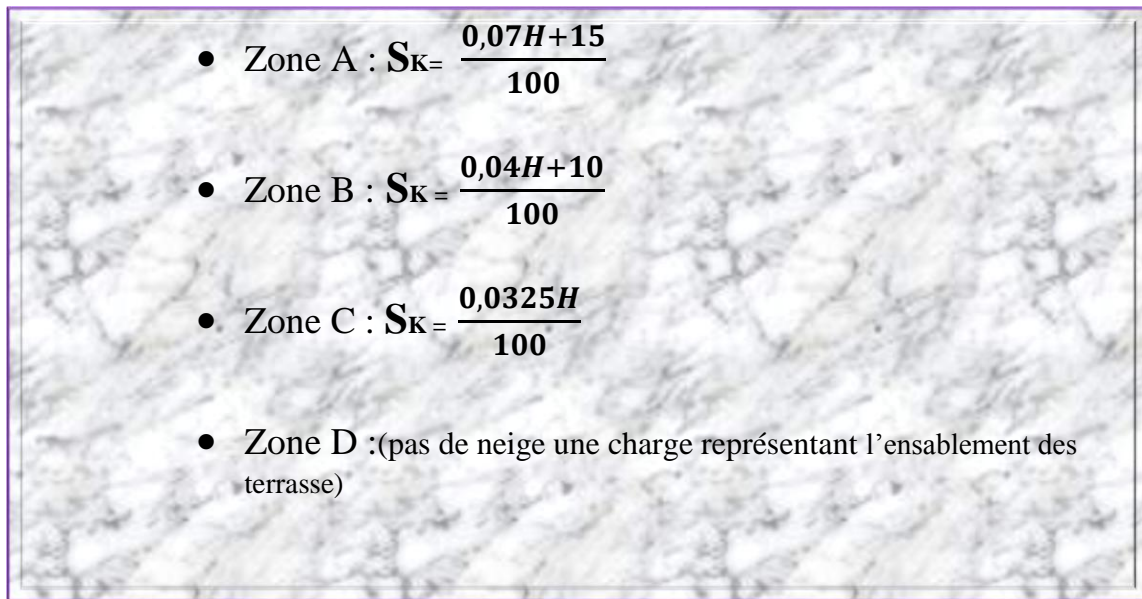 • Zone A : SK= 0,07H+15/100
• Zone B : SK = 0,04H+10/100
• Zone C : SK = 0,0325H/100
• Zone D :(pas de neige une charge représentant l’ensablement des
terrasse)